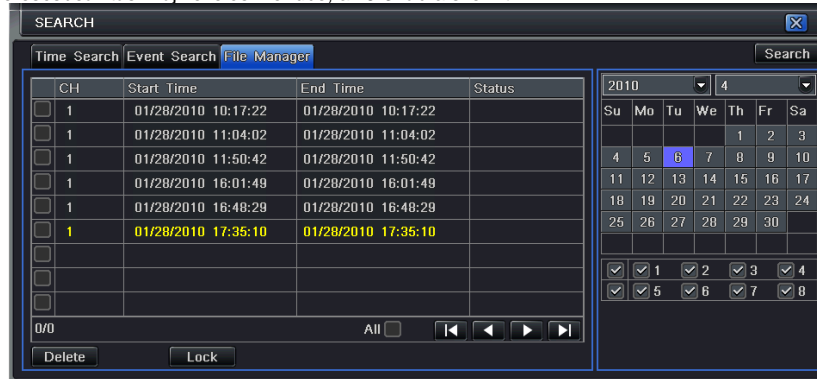 SEARCH
Time Search Event Search File Manager Search
CH Start Time End Time Status
1 01/28/2010 10:17:22 01/28/2010 10:17:22
1 01/28/2010 11:04:02 01/28/2010 11:04:02
1 01/28/2010 11:50:42 01/28/2010 11:50:42
1 01/28/2010 16:01:49 01/28/2010 16:01:49
1 01/28/2010 16:48:29 01/28/2010 16:48:29
1 01/28/2010 17:35:10 01/28/2010 17:35:10
0/0 All
Delete Lock
2010 4
Su Mo Tu We Th Fr Sa
1 2 3
4 5 6 7 8 9 10
11 12 13 14 15 16 17
18 19 20 21 22 23 24
25 26 27 28 29 30
1 2 3 4
5 6 7 8